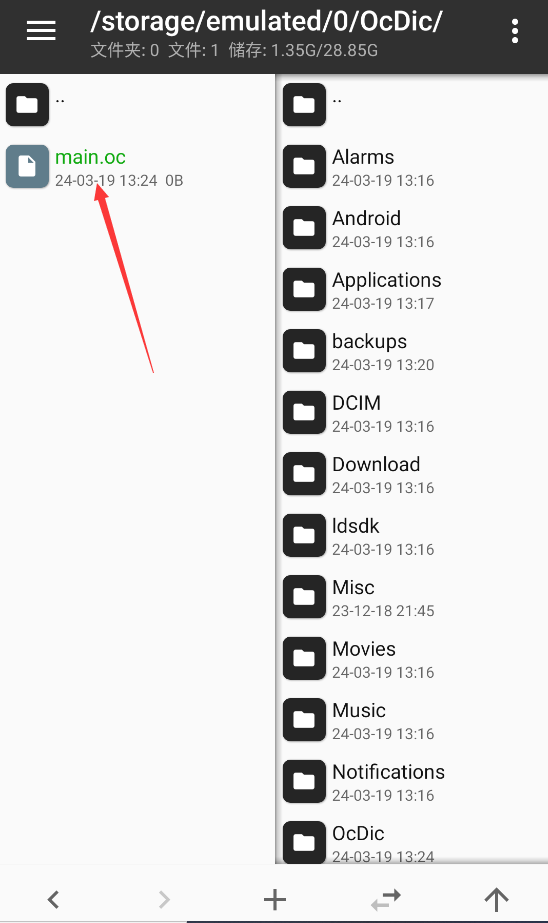 /storage/emulated/0/OcDic/
文件夹: 0 文件: 1 储存: 1.35G/28.85G
..
main.oc
24-03-19 13:24 0B
..
Alarms
24-03-19 13:16
Android
24-03-19 13:16
Applications
24-03-19 13:17
backups
24-03-19 13:20
DCIM
24-03-19 13:16
Download
24-03-19 13:16
ldsdk
24-03-19 13:16
Misc
23-12-18 21:45
Movies
24-03-19 13:16
Music
24-03-19 13:16
Notifications
24-03-19 13:16
OcDic
24-03-19 13:24